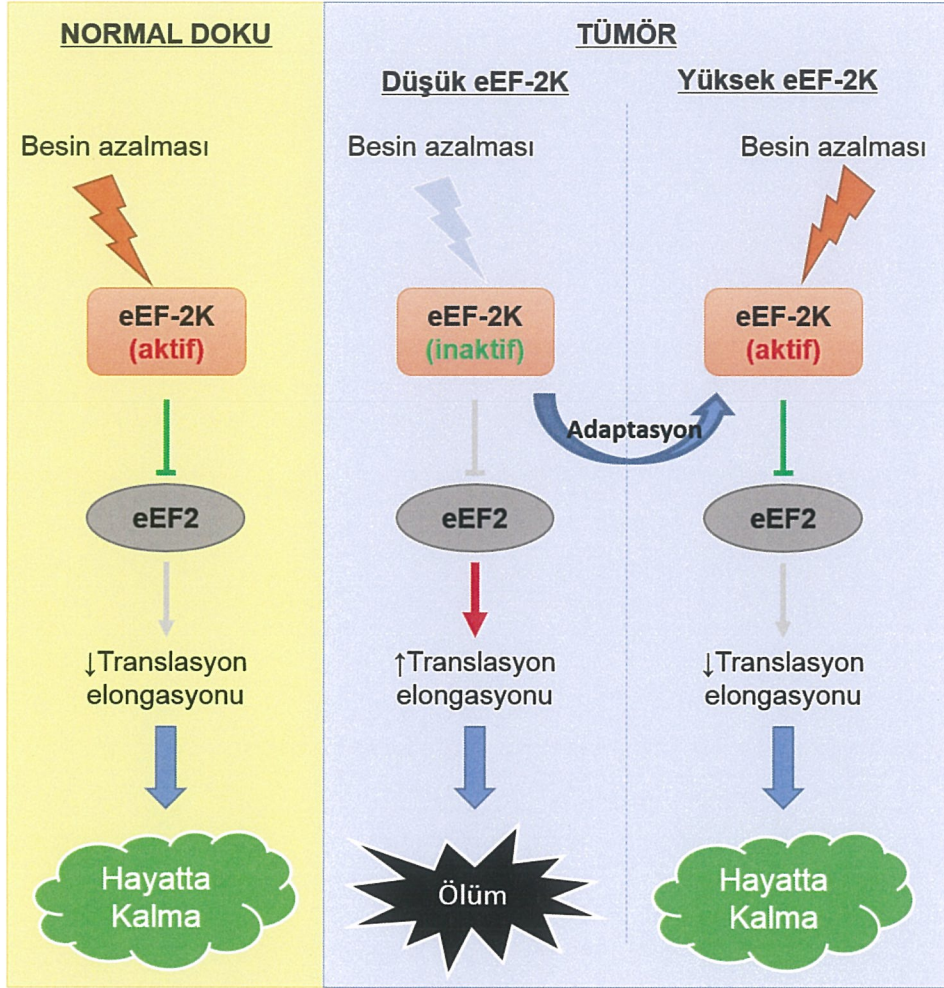 NORMAL DOKU
TÜMÖR
Düşük eEF-2K
Yüksek eEF-2K
Besin azalması
Besin azalması
Besin azalması
eEF-2K
(aktif)
eEF-2K
(inaktif)
eEF-2K
(aktif)
Adaptasyon
eEF2
eEF2
eEF2
↓Translasyon
elongasyonu
↑Translasyon
elongasyonu
↓Translasyon
elongasyonu
Hayatta
Kalma
Ölüm
Hayatta
Kalma